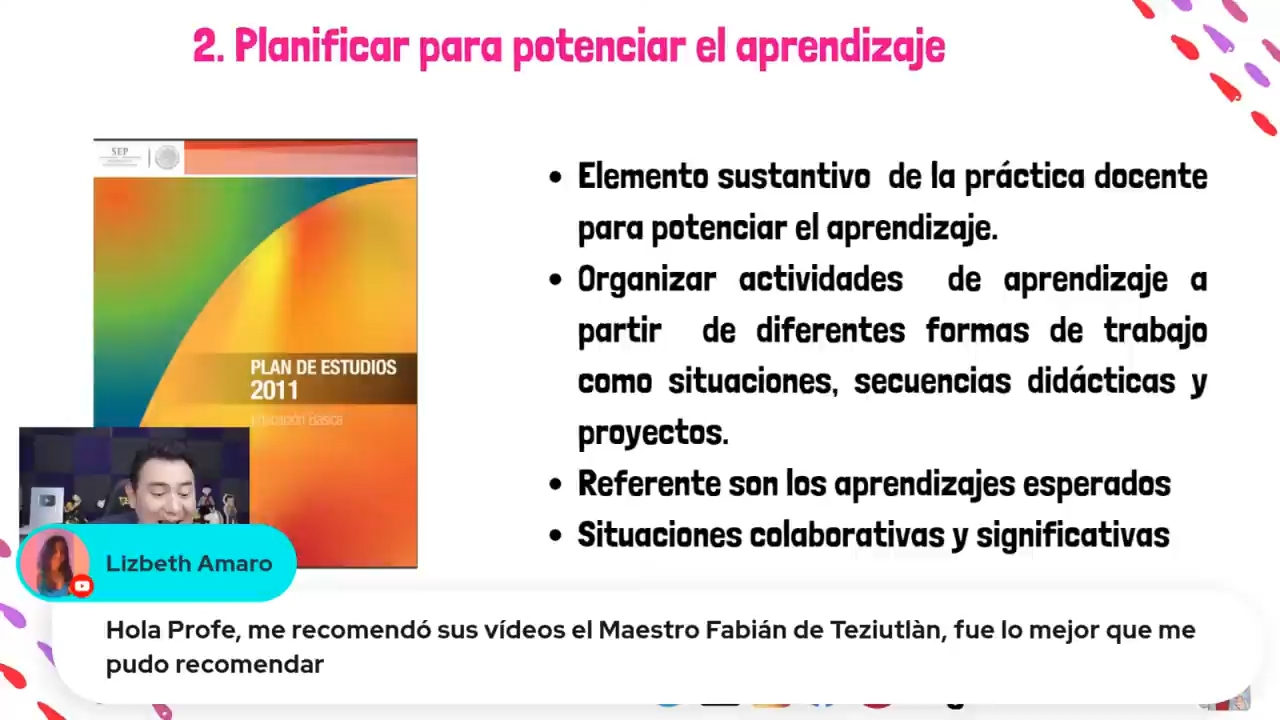 2. Planificar para potenciar el aprendizaje
SEP
PLAN DE ESTUDIOS
2011
Educación Básica
• Elemento sustantivo de la práctica docente
para potenciar el aprendizaje.
• Organizar actividades de aprendizaje a
partir de diferentes formas de trabajo
como situaciones, secuencias didácticas y
proyectos.
• Referente son los aprendizajes esperados
• Situaciones colaborativas y significativas
Lizbeth Amaro
Hola Profe, me recomendó sus vídeos el Maestro Fabián de Teziutlàn, fue lo mejor que me
pudo recomendar